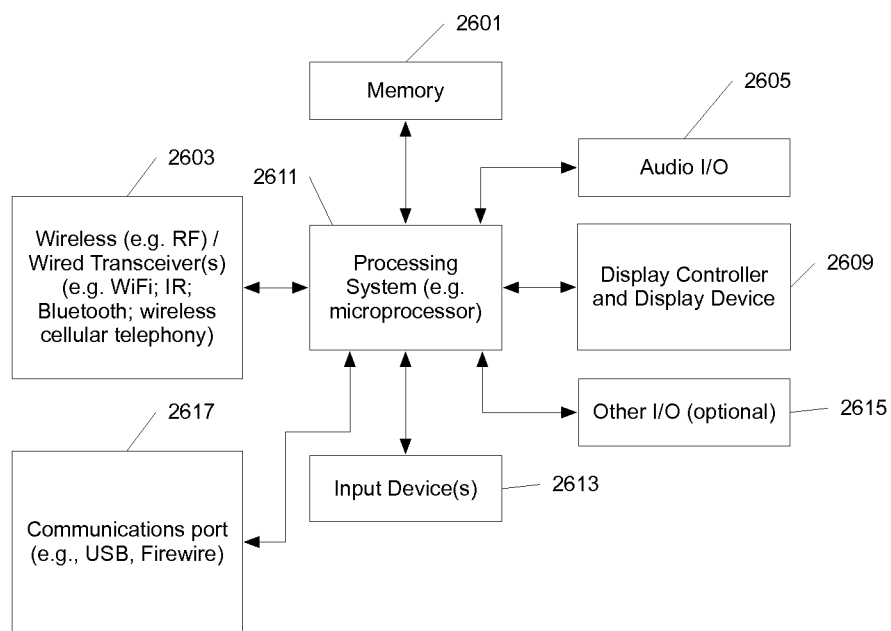 2601
Memory
2605
Audio I/O
2603
2611
Wireless (e.g. RF) /
Wired Transceiver(s)
(e.g. WiFi; IR;
Bluetooth; wireless
cellular telephony)
Processing
System (e.g.
microprocessor)
Display Controller
and Display Device
2609
2617
Other I/O (optional)
2615
Input Device(s)
2613
Communications port
(e.g., USB, Firewire)